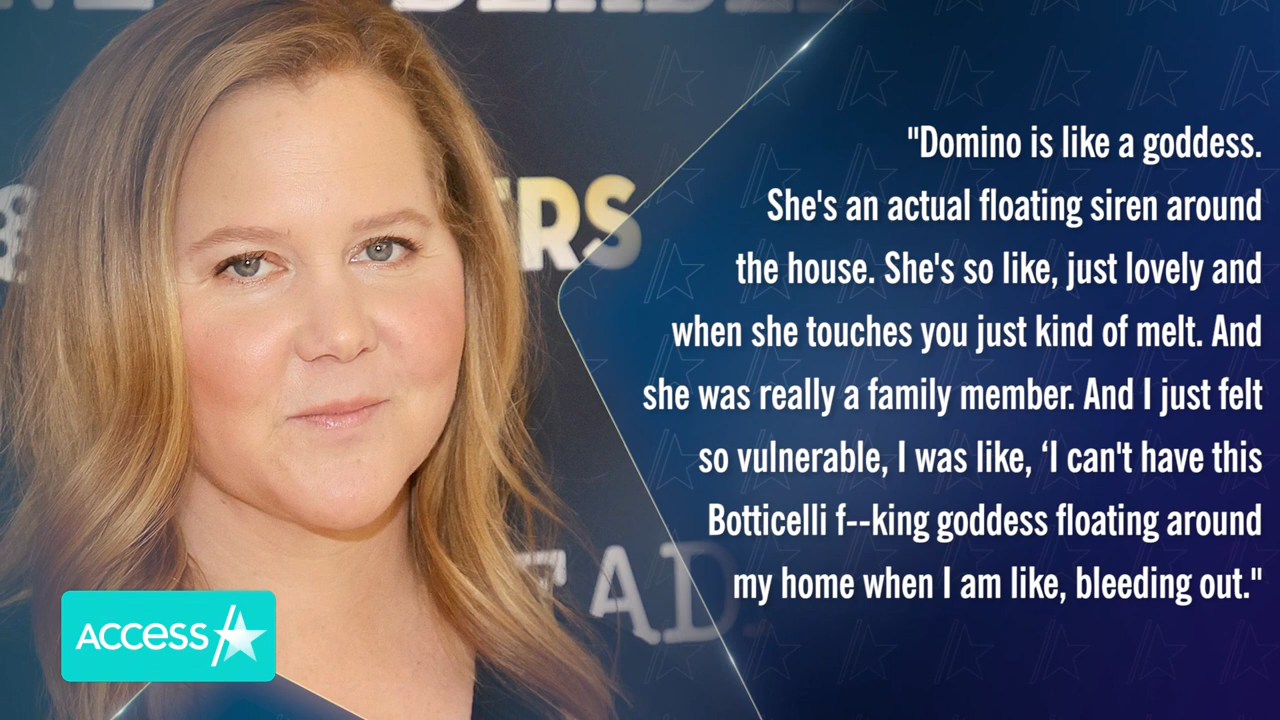 "Domino is like a goddess.
She's an actual floating siren around
the house. She's so like, just lovely and
when she touches you just kind of melt. And
she was really a family member. And I just felt
so vulnerable, I was like, ‘I can't have this
Botticelli f--king goddess floating around
my home when I am like, bleeding out."
ERS
EAD
ACCESS